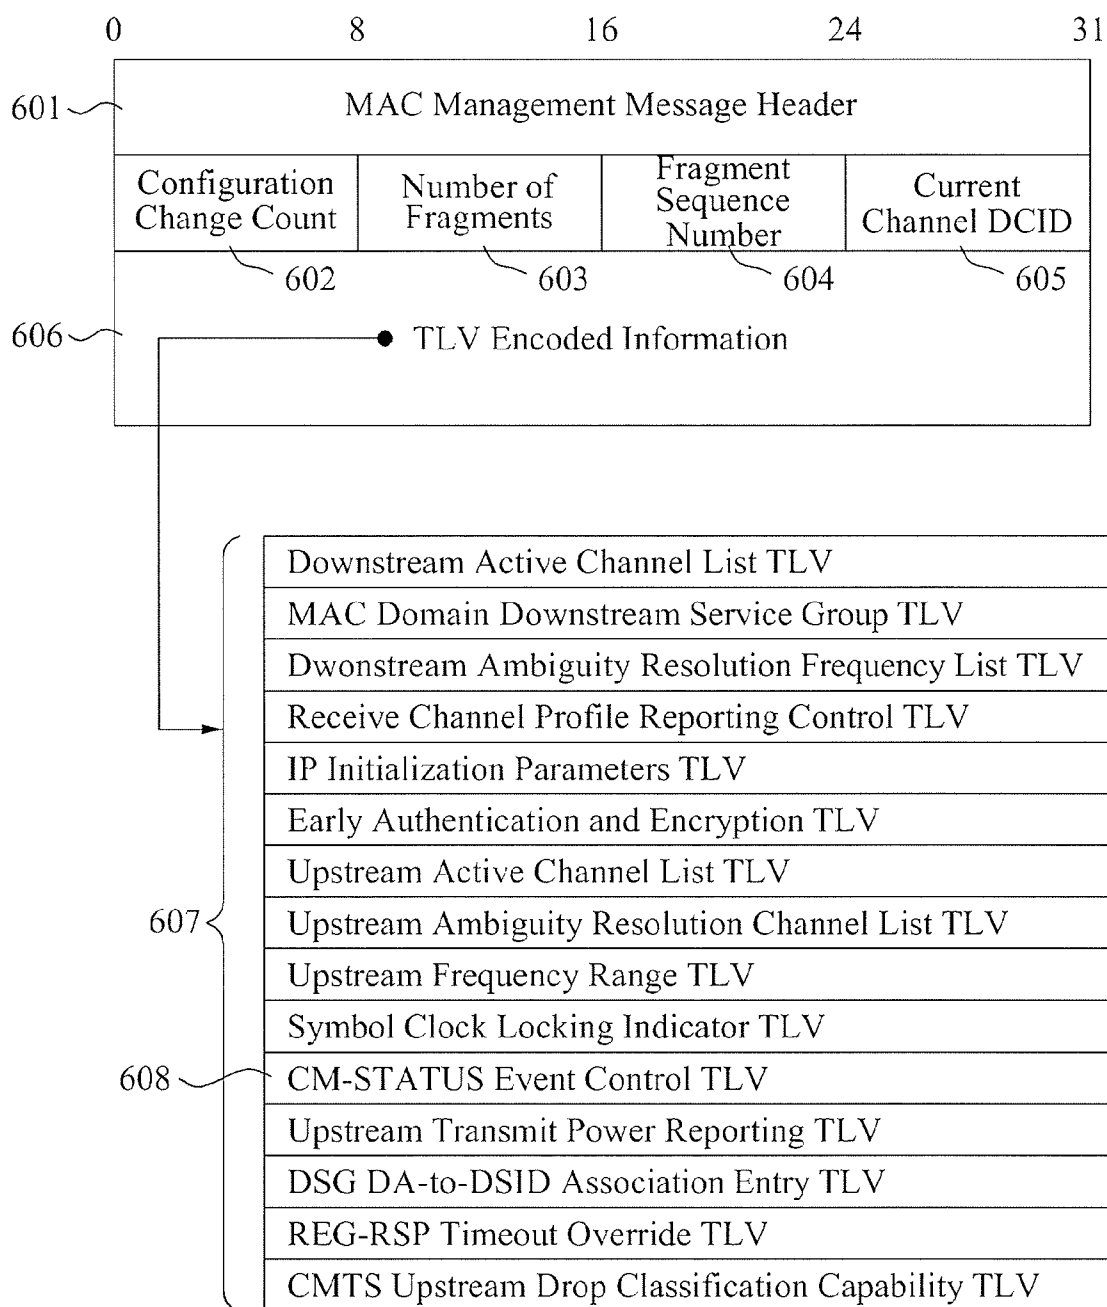 0 8 16 24 31
601
MAC Management Message Header
Configuration
Change Count
Number of
Fragments
Fragment
Sequence
Number
Current
Channel DCID
602 603 604 605
606
TLV Encoded Information
Downstream Active Channel List TLV
MAC Domain Downstream Service Group TLV
Dwonstream Ambiguity Resolution Frequency List TLV
Receive Channel Profile Reporting Control TLV
IP Initialization Parameters TLV
Early Authentication and Encryption TLV
Upstream Active Channel List TLV
607
Upstream Ambiguity Resolution Channel List TLV
Upstream Frequency Range TLV
Symbol Clock Locking Indicator TLV
608
CM-STATUS Event Control TLV
Upstream Transmit Power Reporting TLV
DSG DA-to-DSID Association Entry TLV
REG-RSP Timeout Override TLV
CMTS Upstream Drop Classification Capability TLV